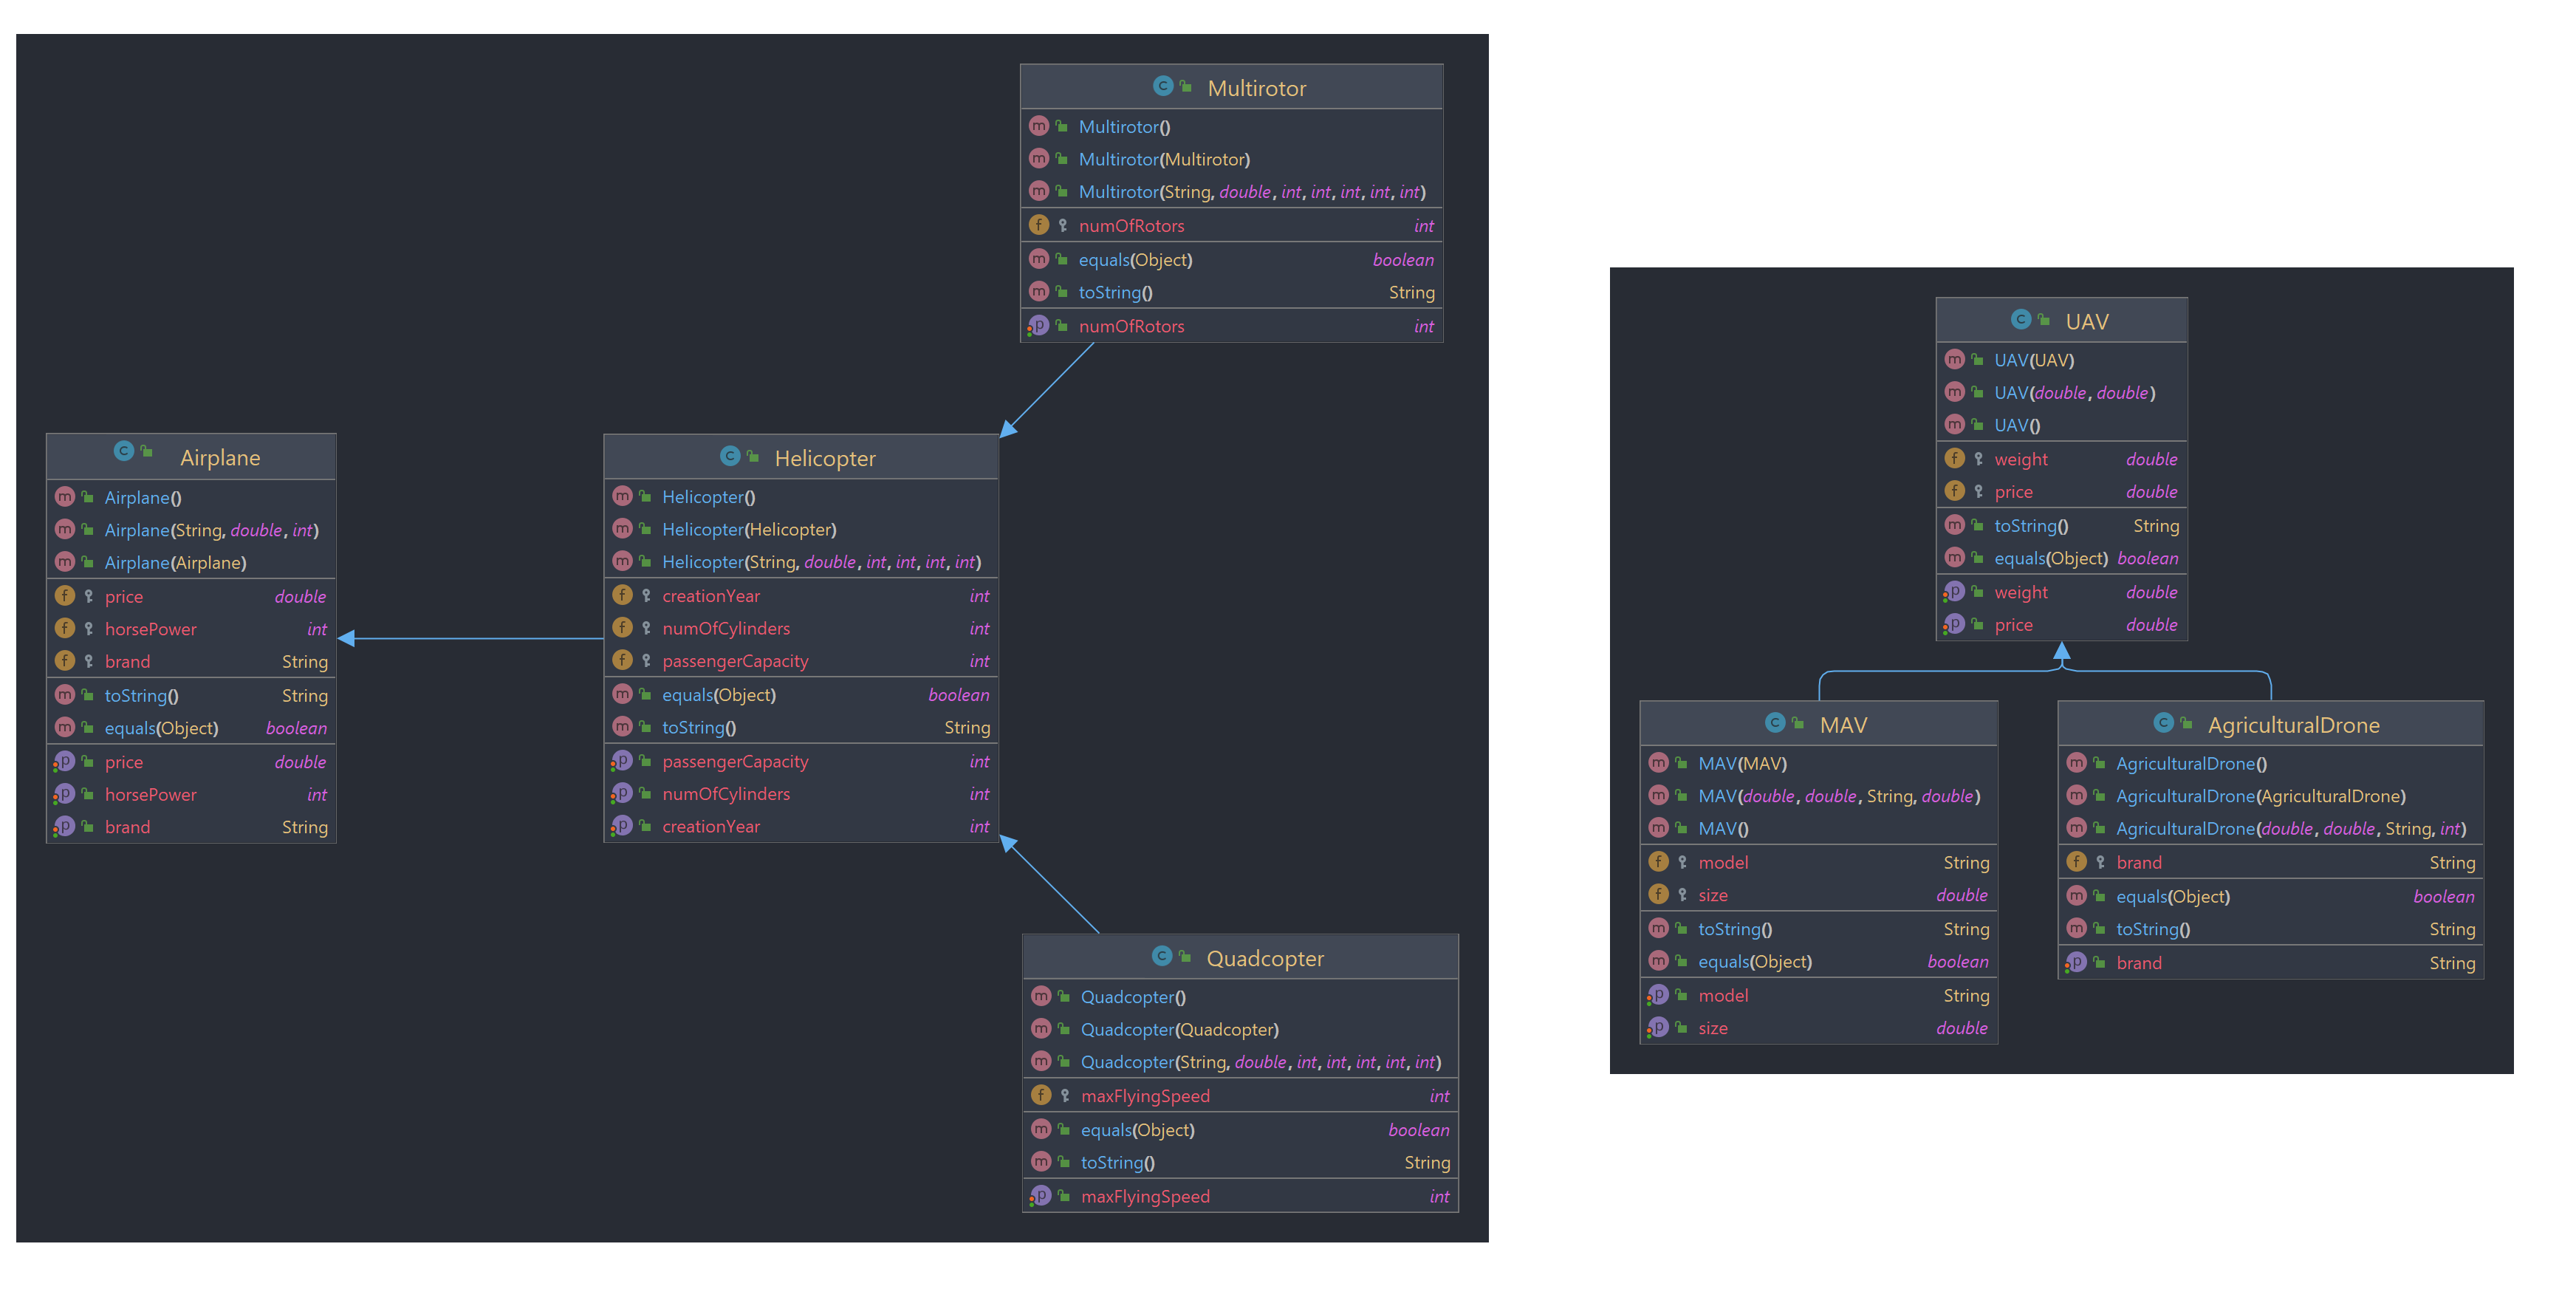 Multirotor
Multirotor()
Multirotor(Multirotor)
Multirotor(String, double, int, int, int, int, int)
numOfRotors int
equals(Object) boolean
toString() String
numOfRotors int
Airplane
Airplane()
Airplane(String, double, int)
Airplane(Airplane)
price double
horsePower int
brand String
toString() String
equals(Object) boolean
price double
horsePower int
brand String
Helicopter
Helicopter()
Helicopter(Helicopter)
Helicopter(String, double, int, int, int, int)
creationYear int
numOfCylinders int
passengerCapacity int
equals(Object) boolean
toString() String
passengerCapacity int
numOfCylinders int
creationYear int
Quadcopter
Quadcopter()
Quadcopter(Quadcopter)
Quadcopter(String, double, int, int, int, int, int)
maxFlyingSpeed int
equals(Object) boolean
toString() String
maxFlyingSpeed int
UAV
UAV(UAV)
UAV(double, double)
UAV()
weight double
price double
toString() String
equals(Object) boolean
weight double
price double
MAV
MAV(MAV)
MAV(double, double, String, double)
MAV()
model String
size double
toString() String
equals(Object) boolean
model String
size double
AgriculturalDrone
AgriculturalDrone()
AgriculturalDrone(AgriculturalDrone)
AgriculturalDrone(double, double, String, int)
brand String
equals(Object) boolean
toString() String
brand String